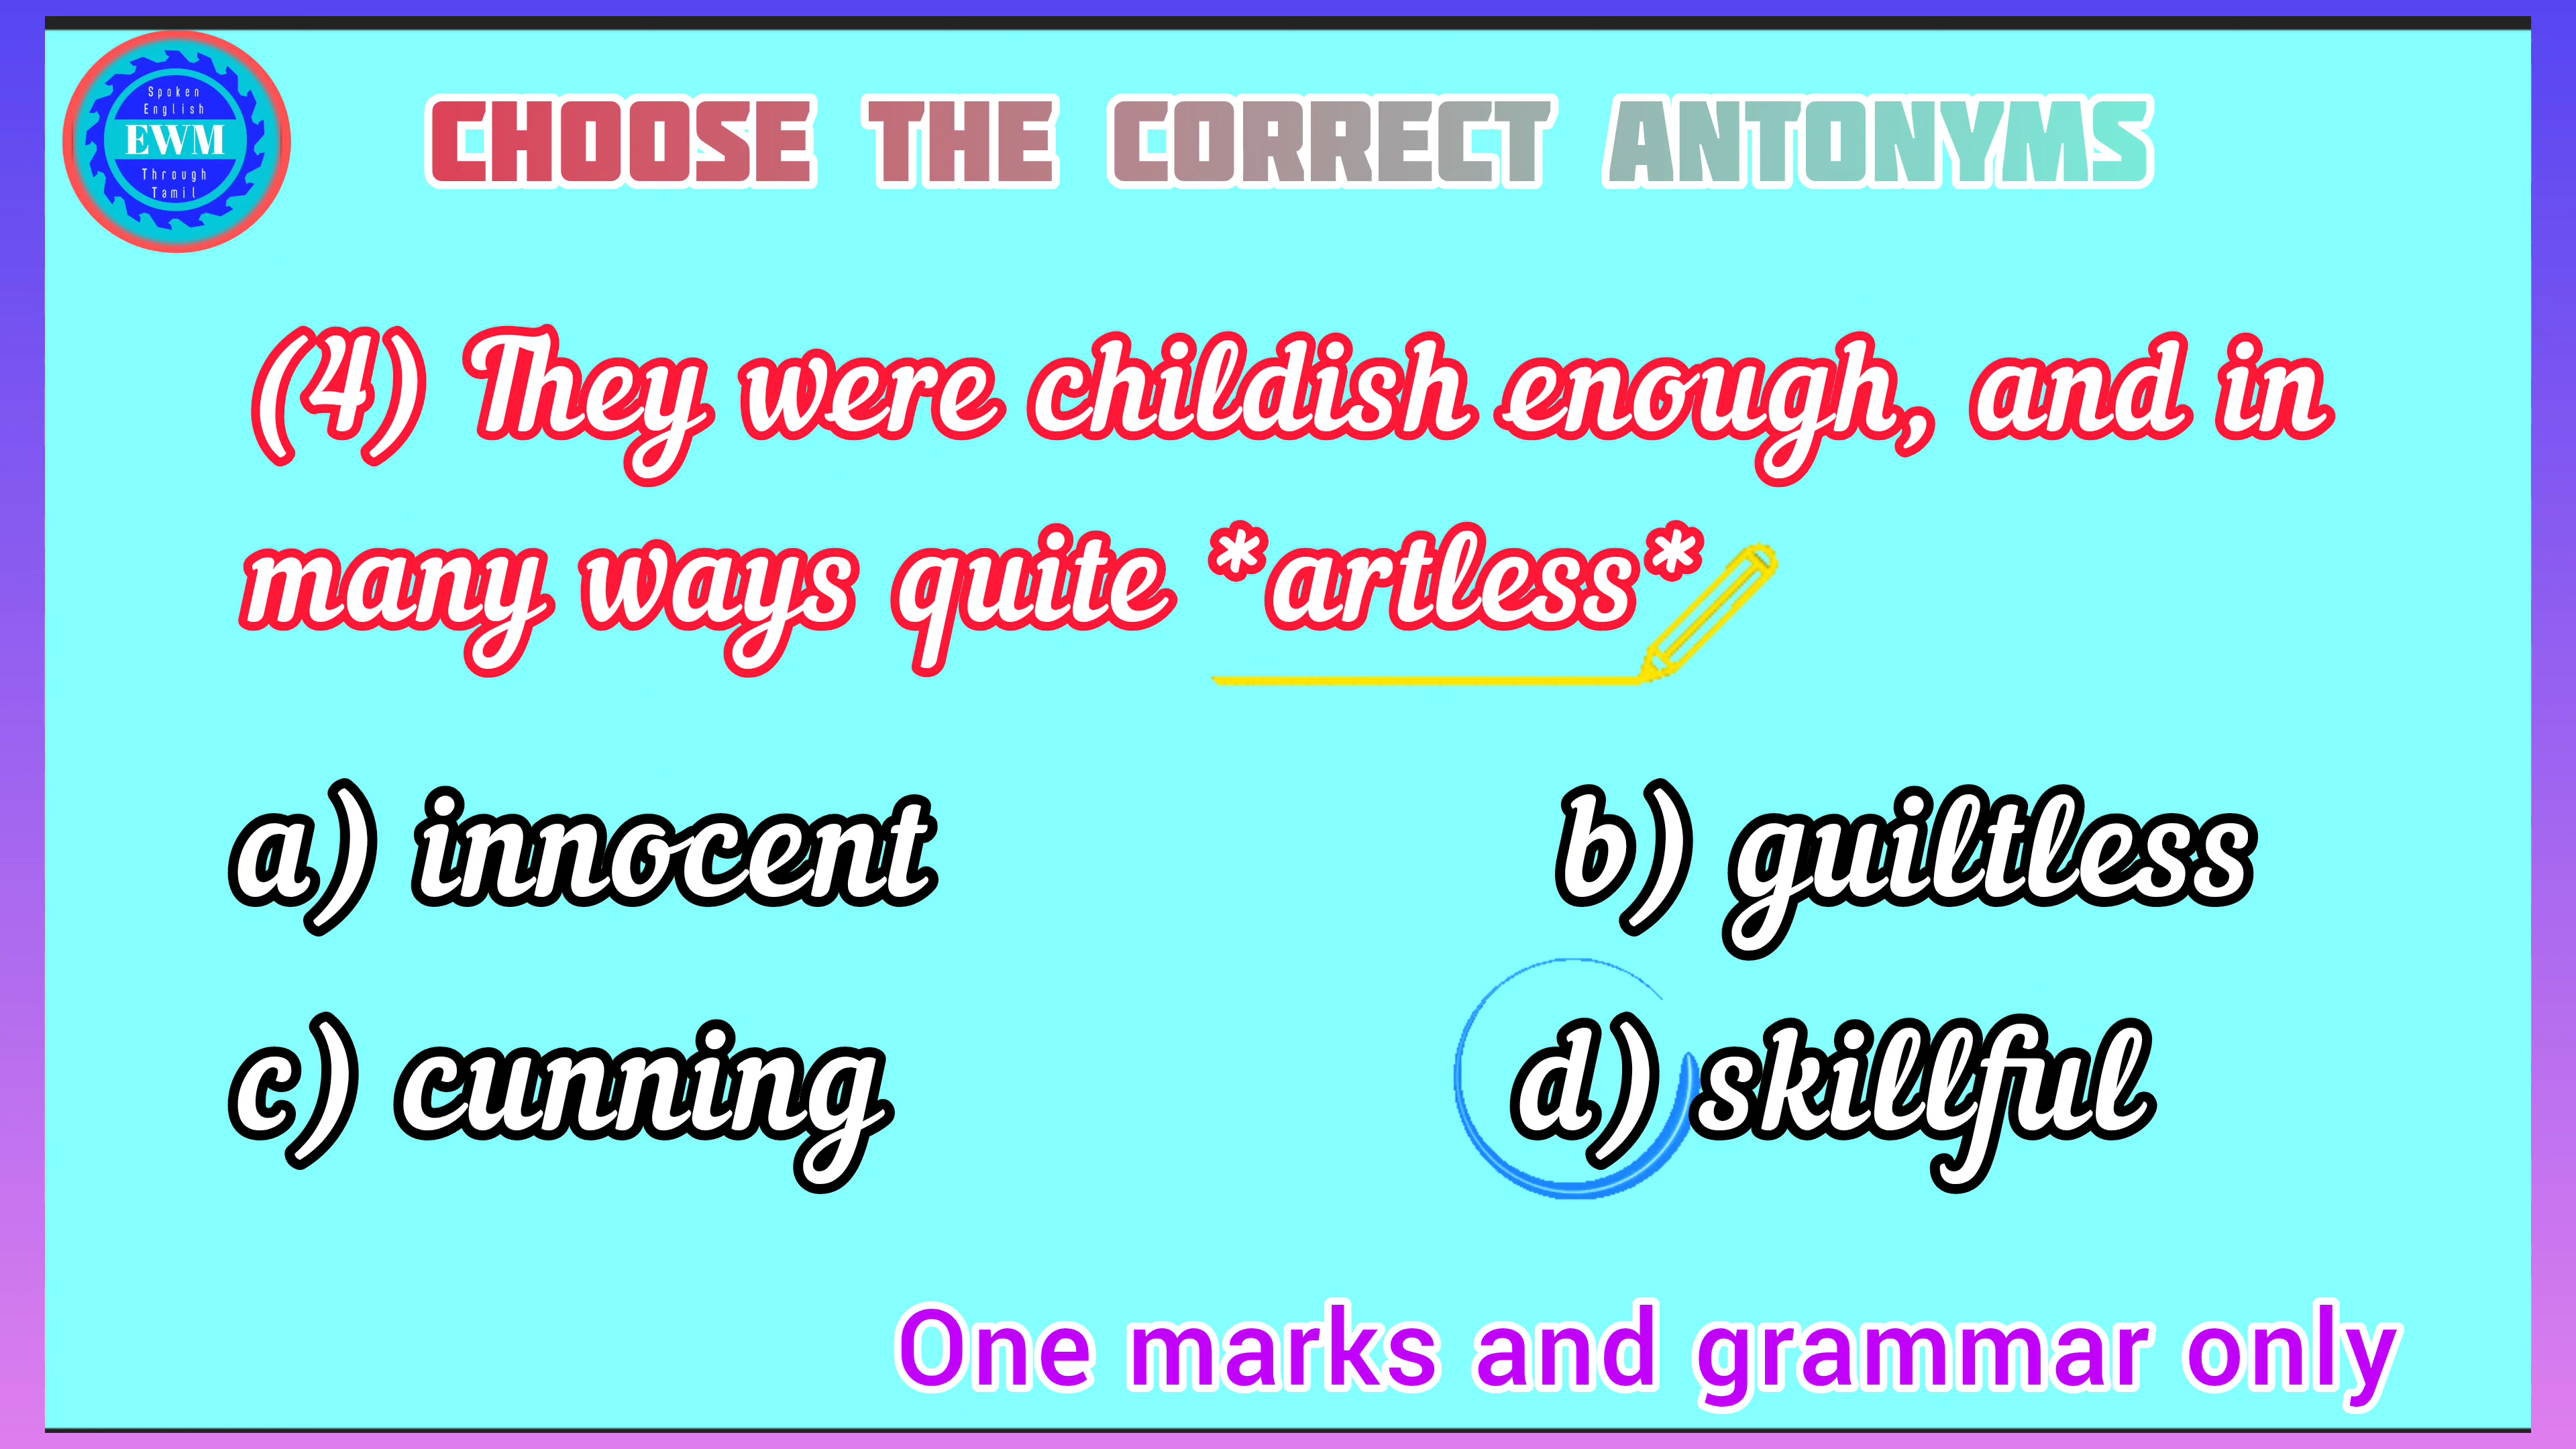 Spoken
English
EWM
Through
Tamil
CHOOSE THE CORRECT ANTONYMS
(4) They were childish enough, and in
many ways quite *artless*
a) innocent
b) guiltless
c) cunning
d) skillful
One marks and grammar only